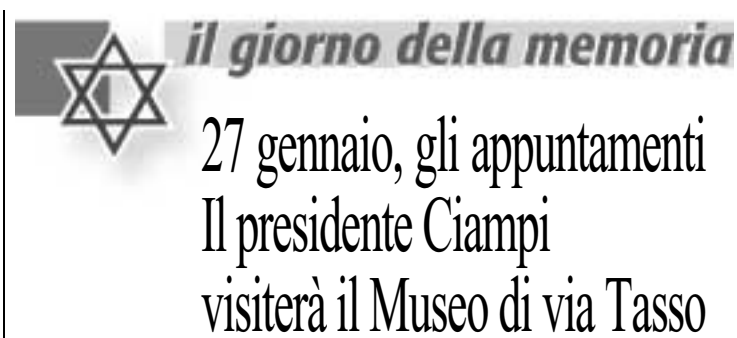 il giorno della memoria
27 gennaio, gli appuntamenti
Il presidente Ciampi
visiterà il Museo di via Tasso